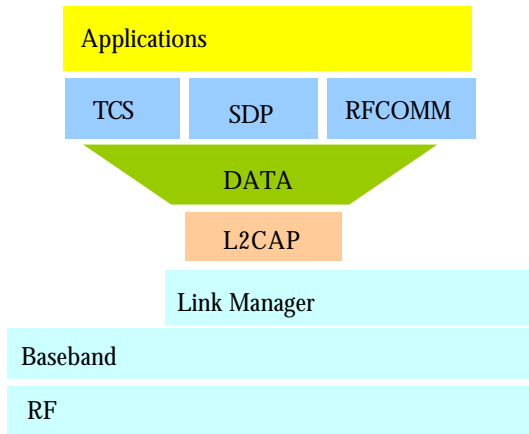 Applications
TCS SDP RFCOMM
DATA
L2CAP
Link Manager
Baseband
RF